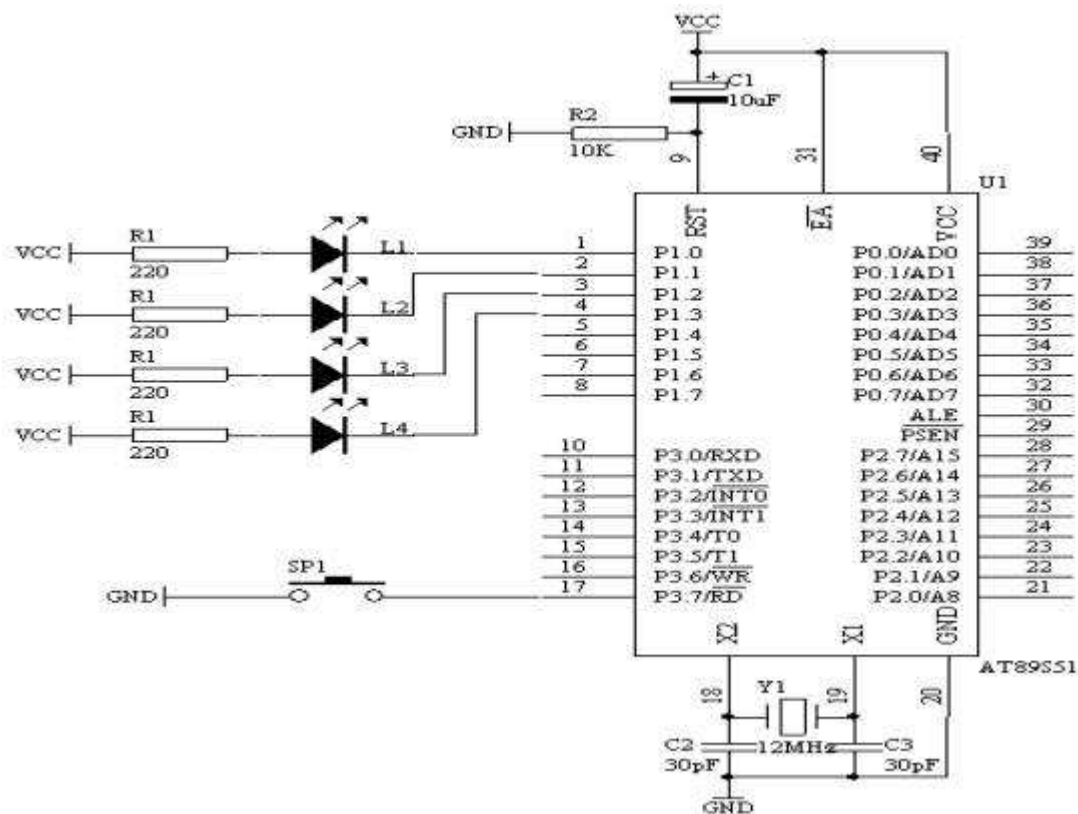 VCC
C1
10uF
R2
GND
10K
9
31
40
U1
RST
EA
VCC
VCC
R1
220
L1
VCC
R1
220
L2
VCC
R1
220
L3
VCC
R1
220
L4
1 P1.0
2 P1.1
3 P1.2
4 P1.3
5 P1.4
6 P1.5
7 P1.6
8 P1.7
P0.0/AD0 39
P0.1/AD1 38
P0.2/AD2 37
P0.3/AD3 36
P0.4/AD4 35
P0.5/AD5 34
P0.6/AD6 33
P0.7/AD7 32
ALE 30
PSEN 29
10 P3.0/RXD
11 P3.1/TXD
12 P3.2/INT0
13 P3.3/INT1
14 P3.4/T0
15 P3.5/T1
16 P3.6/WR
17 P3.7/RD
P2.7/A15 28
P2.6/A14 27
P2.5/A13 26
P2.4/A12 25
P2.3/A11 24
P2.2/A10 23
P2.1/A9 22
P2.0/A8 21
SP1
GND
X2
X1
GND
AT89S51
18
Y1
19
20
C2
12MHz
C3
30pF
30pF
GND